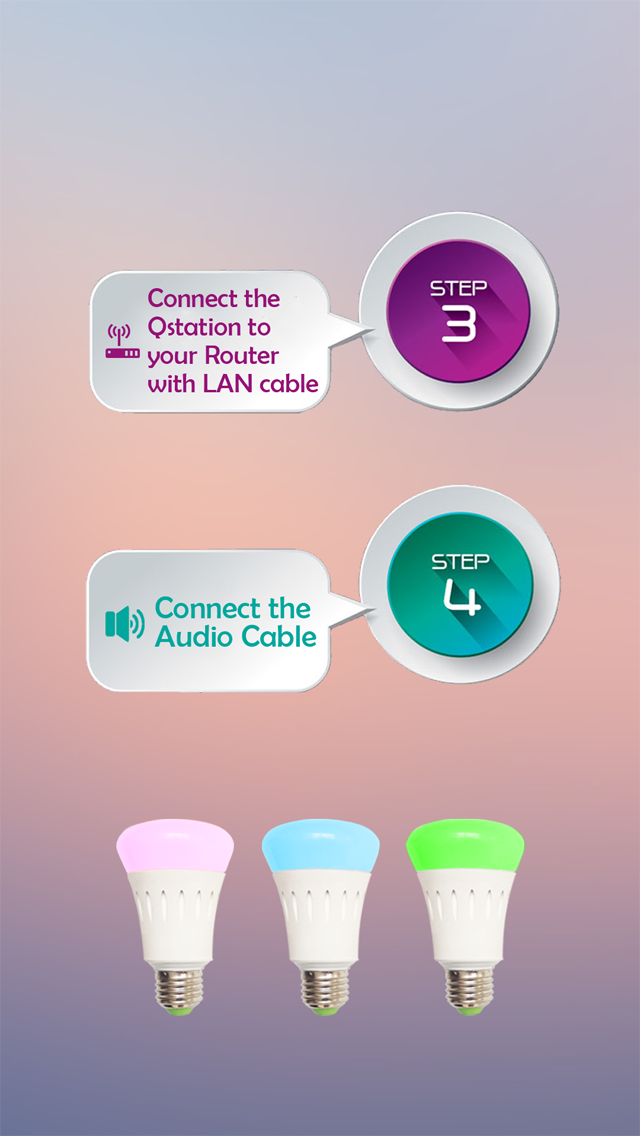 Connect the
Qstation to
your Router
with LAN cable
STEP
3
Connect the
Audio Cable
STEP
4